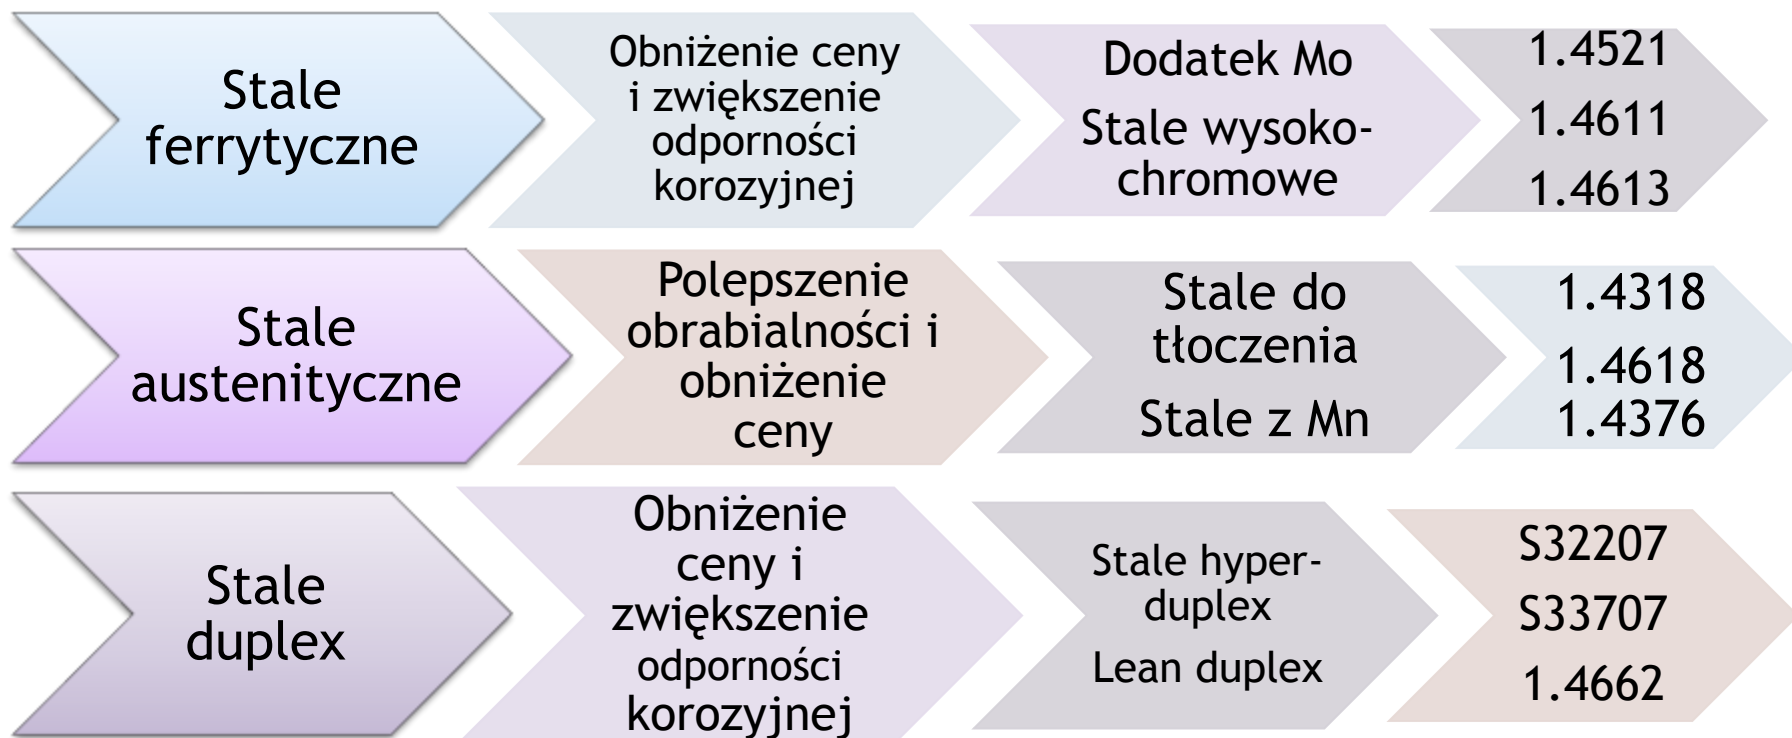 Stale
ferrytyczne
Obniżenie ceny
i zwiększenie
odporności
korozyjnej
Dodatek Mo
Stale wysoko-
chromowe
1.4521
1.4611
1.4613
Stale
austenityczne
Polepszenie
obrabialności i
obniżenie
ceny
Stale do
tłoczenia
Stale z Mn
1.4318
1.4618
1.4376
Stale
duplex
Obniżenie
ceny i
zwiększenie
odporności
korozyjnej
Stale hyper-
duplex
Lean duplex
S32207
S33707
1.4662